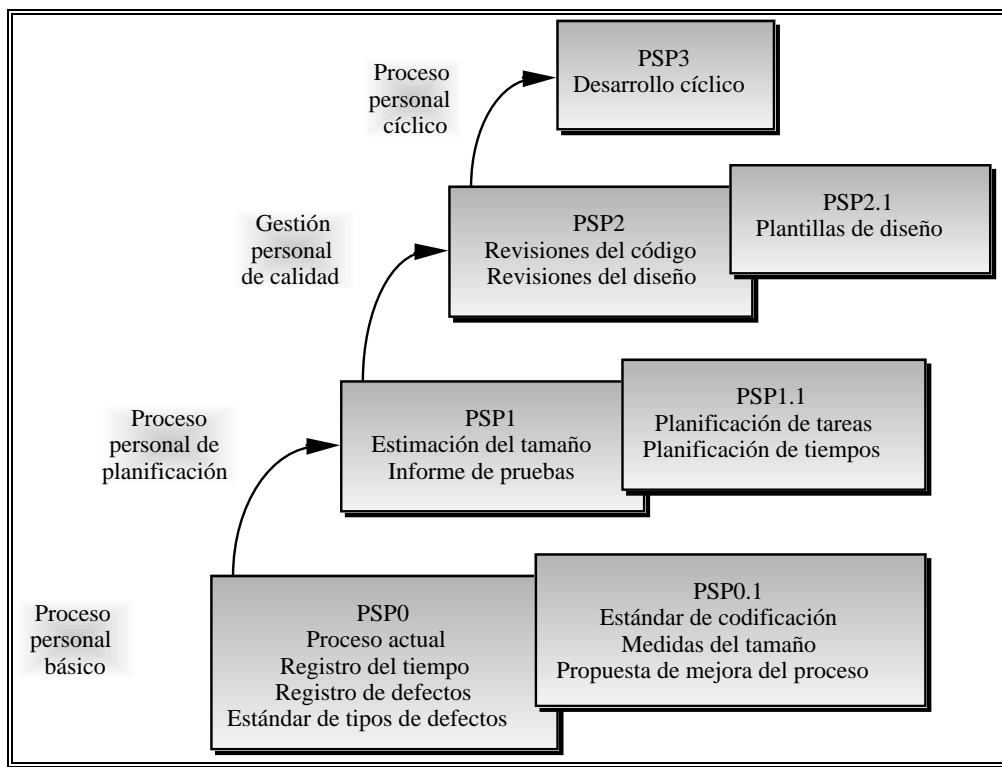 Proceso
personal
cíclico
PSP3
Desarrollo cíclico
Gestión
personal
de calidad
PSP2
Revisiones del código
Revisiones del diseño
PSP2.1
Plantillas de diseño
Proceso
personal de
planificación
PSP1
Estimación del tamaño
Informe de pruebas
PSP1.1
Planificación de tareas
Planificación de tiempos
Proceso
personal
básico
PSP0
Proceso actual
Registro del tiempo
Registro de defectos
Estándar de tipos de defectos
PSP0.1
Estándar de codificación
Medidas del tamaño
Propuesta de mejora del proceso